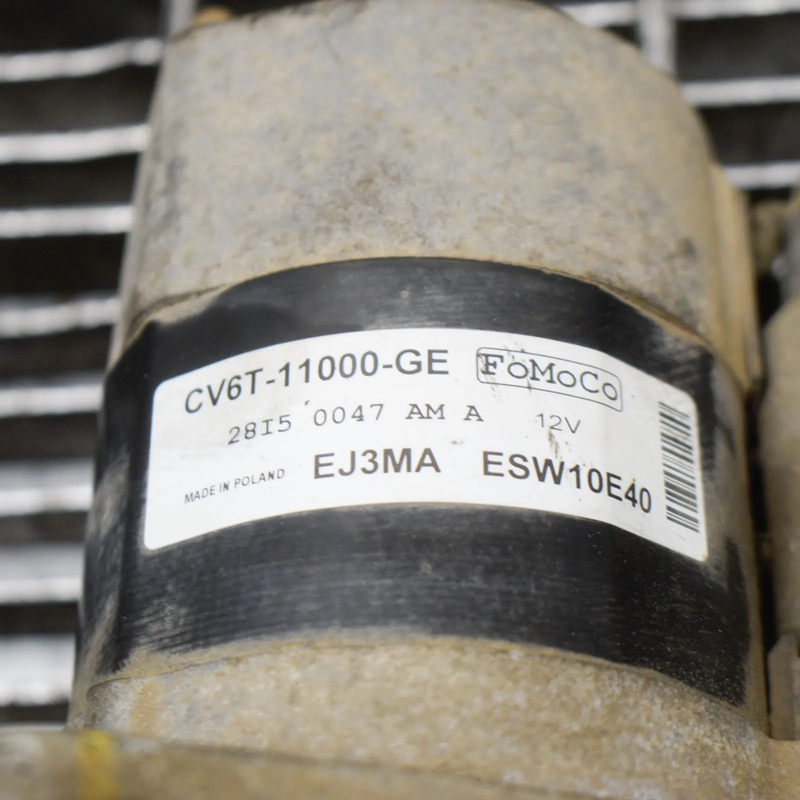 CV6T-11000-GE FoMoCo
28I5 0047 AM A 12V
MADE IN POLAND EJ3MA ESW10E40